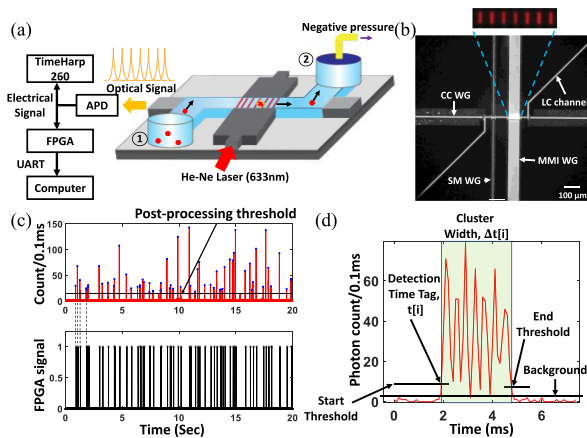 (a)
TimeHarp
260
Optical Signal
Electrical
Signal
APD
FPGA
UART
Computer
Negative pressure
①
②
He-Ne Laser (633nm)
(b)
CC WG
LC channel
MMI WG
SM WG
100 μm
(c)
Post-processing threshold
Count/0.1ms
150
100
50
0
0 5 10 15 20
FPGA signal
1
0.5
0
0 5 10 15 20
Time (Sec)
(d)
Cluster
Width, Δt[i]
Detection
Time Tag,
t[i]
End
Threshold
Background
Start
Threshold
Photon count/0.1ms
60
40
20
0
0 2 4 6
Time (ms)